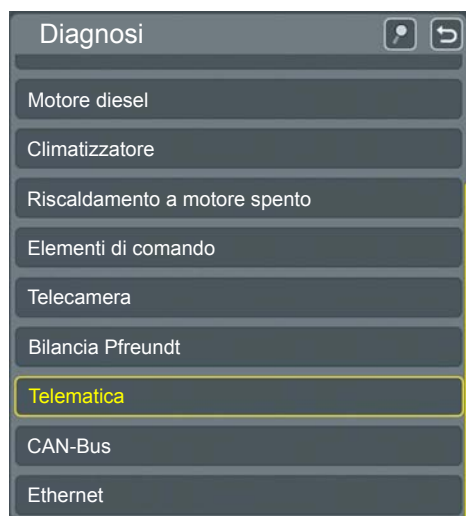 Diagnosi
Motore diesel
Climatizzatore
Riscaldamento a motore spento
Elementi di comando
Telecamera
Bilancia Pfreundt
Telematica
CAN-Bus
Ethernet